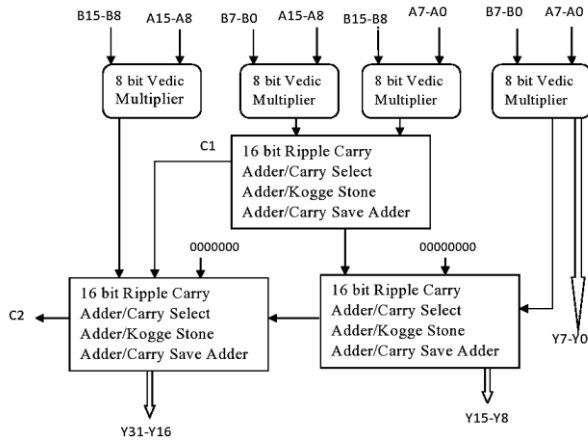 B15-B8 A15-A8 B7-B0 A15-A8 B15-B8 A7-A0 B7-B0 A7-A0
8 bit Vedic
Multiplier
8 bit Vedic
Multiplier
8 bit Vedic
Multiplier
8 bit Vedic
Multiplier
C1
16 bit Ripple Carry
Adder/Carry Select
Adder/Kogge Stone
Adder/Carry Save Adder
0000000
00000000
16 bit Ripple Carry
Adder/Carry Select
Adder/Kogge Stone
Adder/Carry Save Adder
16 bit Ripple Carry
Adder/Carry Select
Adder/Kogge Stone
Adder/Carry Save Adder
C2
Y7-Y0
Y31-Y16
Y15-Y8